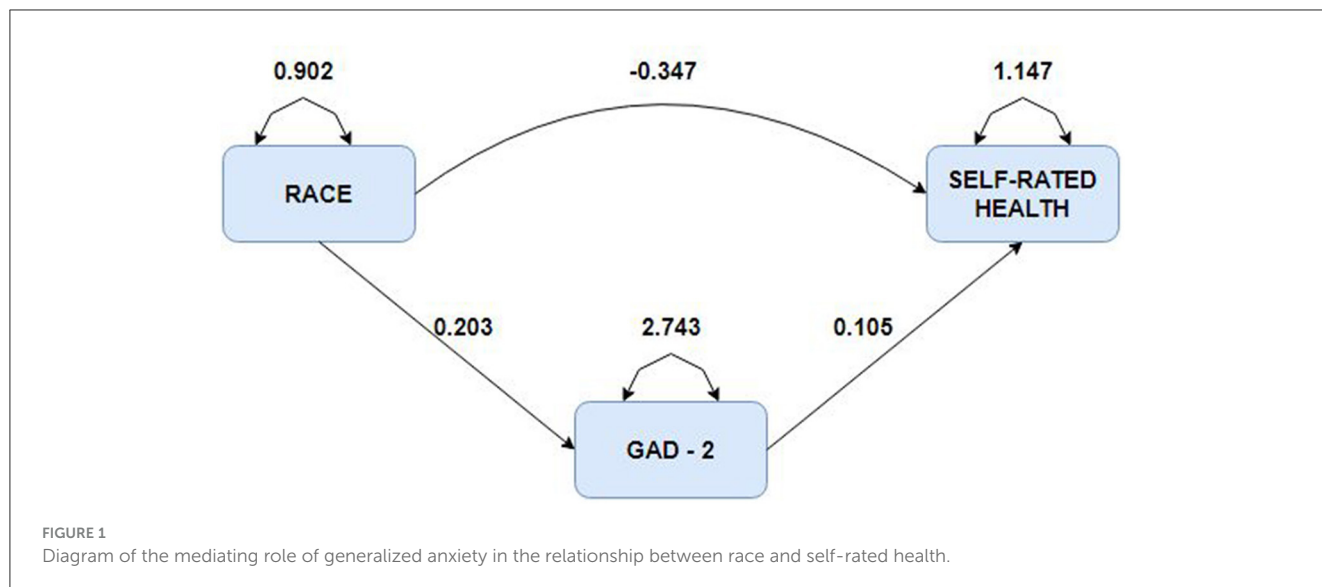 0.902
-0.347
1.147
RACE
SELF-RATED
HEALTH
0.203
2.743
0.105
GAD - 2
FIGURE 1
Diagram of the mediating role of generalized anxiety in the relationship between race and self-rated health.